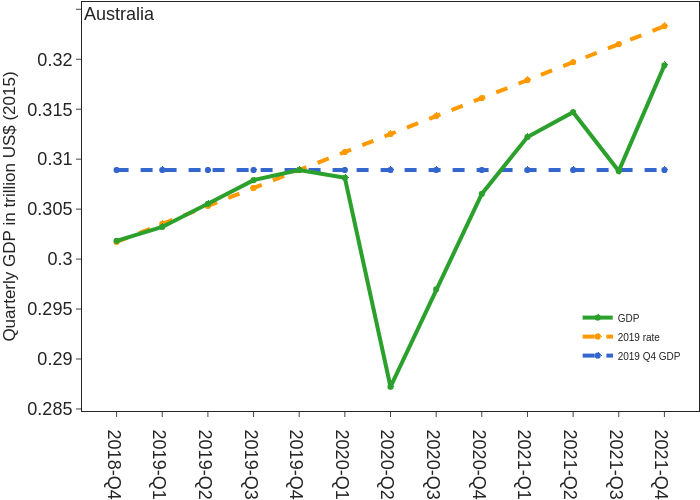 Australia
Quarterly GDP in trillion US$ (2015)
0.32
0.315
0.31
0.305
0.3
0.295
0.29
0.285
GDP
2019 rate
2019 Q4 GDP
2018-Q4
2019-Q1
2019-Q2
2019-Q3
2019-Q4
2020-Q1
2020-Q2
2020-Q3
2020-Q4
2021-Q1
2021-Q2
2021-Q3
2021-Q4